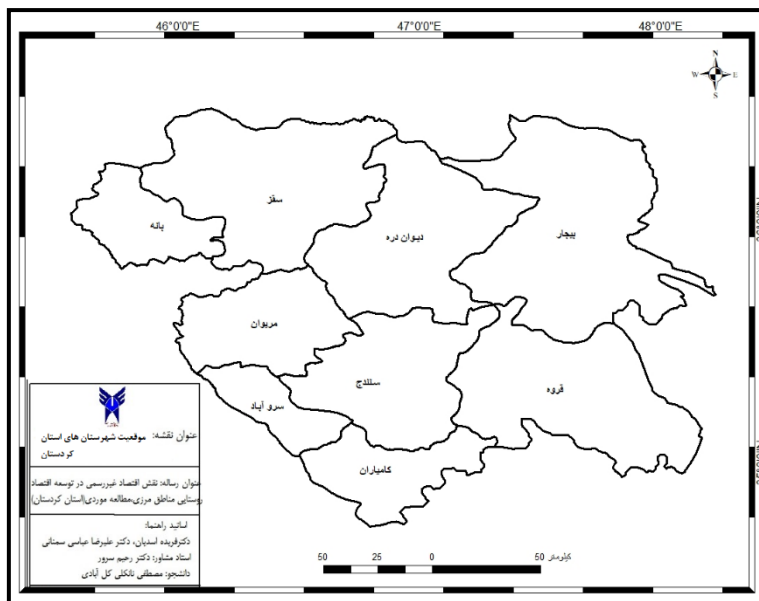 46°0'0"E
47°0'0"E
48°0'0"E
N
W E
S
سقز
بانه
دیوان دره
بیجار
مریوان
سنندج
قروه
سرو آباد
کامیاران
عنوان نقشه: موقعیت شهرستان های استان
کردستان
عنوان رساله: نقش اقتصاد غیررسمی در توسعه اقتصاد
روستایی مناطق مرزی،مطالعه موردی(استان کردستان)
اساتید راهنما:
دکترفریده اسدیان، دکتر علیرضا عباسی سمنانی
استاد مشاور: دکتر رحیم سرور
دانشجو: مصطفی نانکلی کل آبادی
50 25 0 50 کیلومتر